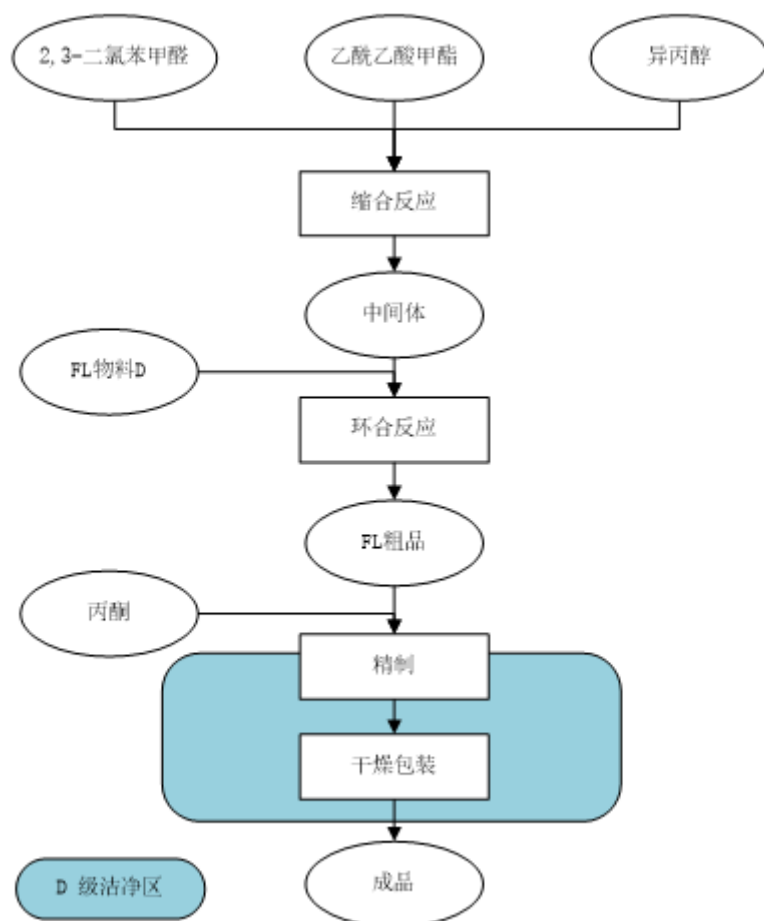 2,3-二氯苯甲醛
乙酰乙酸甲酯
异丙醇
缩合反应
中间体
FL物料D
环合反应
FL粗品
丙酮
精制
干燥包装
D 级洁净区
成品